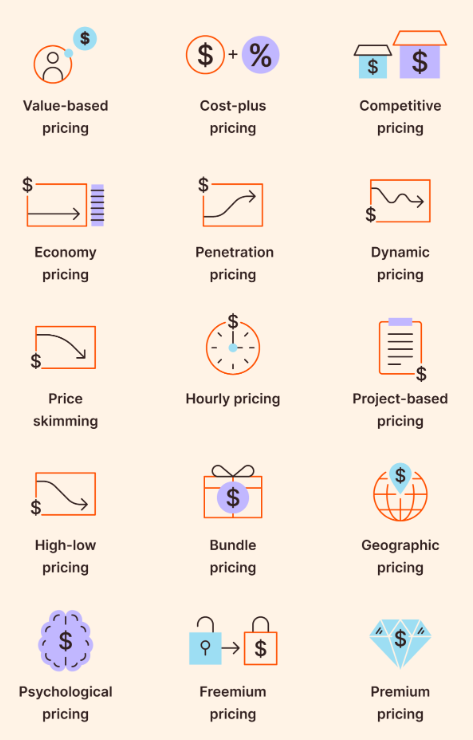 $
Value-based
pricing
$ + %
Cost-plus
pricing
$ $
Competitive
pricing
$
Economy
pricing
$
Penetration
pricing
$
Dynamic
pricing
$
Price
skimming
$
Hourly pricing
$
Project-based
pricing
$
High-low
pricing
$
Bundle
pricing
$
Geographic
pricing
$
Psychological
pricing
$
Freemium
pricing
$
Premium
pricing